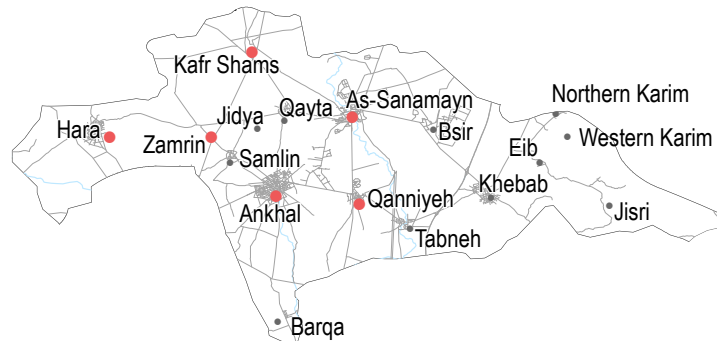 Kafr Shams
Northern Karim
As-Sanamayn
Qayta
Jidya
Hara
Zamrin
Bsir
Western Karim
Eib
Samlin
Khebab
Qanniyeh
Ankhal
Jisri
Tabneh
Barqa